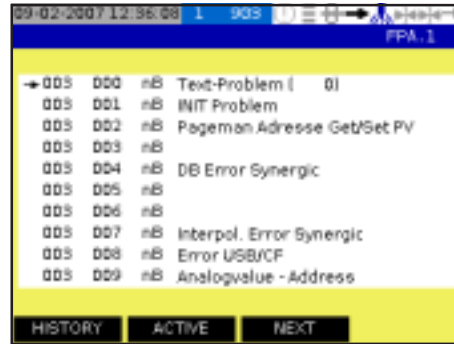 09-02-2007 12:36:08 1 903
FPA.1
003 000 nB Text-Problem ( 0)
003 001 nB INIT Problem
003 002 nB Pageman Adresse Get/Set PV
003 003 nB
003 004 nB DB Error Synergic
003 005 nB
003 006 nB
003 007 nB Interpol. Error Synergic
003 008 nB Error USB/CF
003 009 nB Analogvalue - Address
HISTORY ACTIVE NEXT